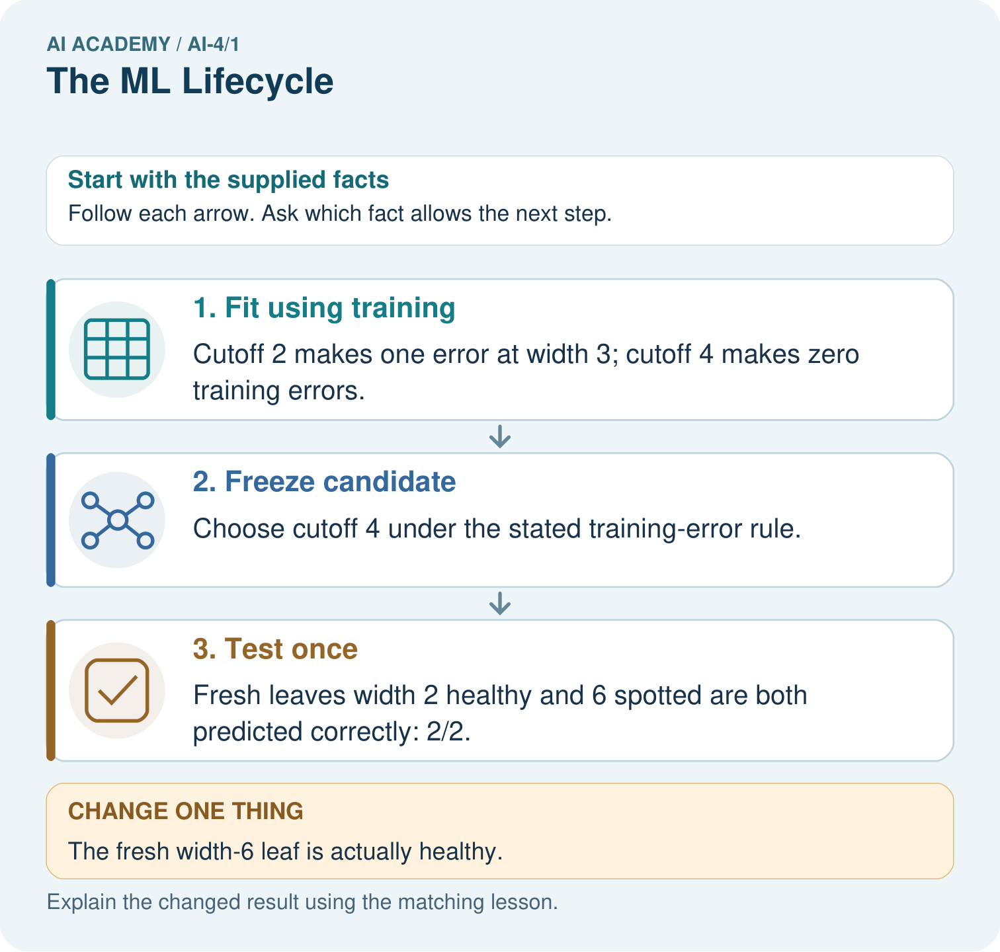 AI ACADEMY / AI-4/1
The ML Lifecycle
Start with the supplied facts
Follow each arrow. Ask which fact allows the next step.
1. Fit using training
Cutoff 2 makes one error at width 3; cutoff 4 makes zero
training errors.
2. Freeze candidate
Choose cutoff 4 under the stated training-error rule.
3. Test once
Fresh leaves width 2 healthy and 6 spotted are both
predicted correctly: 2/2.
CHANGE ONE THING
The fresh width-6 leaf is actually healthy.
Explain the changed result using the matching lesson.